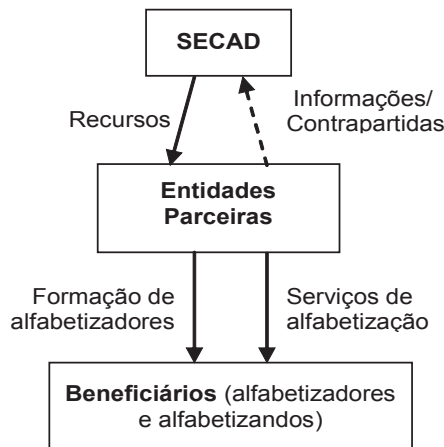 SECAD
Recursos
Informações/
Contrapartidas
Entidades
Parceiras
Formação de
alfabetizadores
Serviços de
alfabetização
Beneficiários (alfabetizadores
e alfabetizandos)